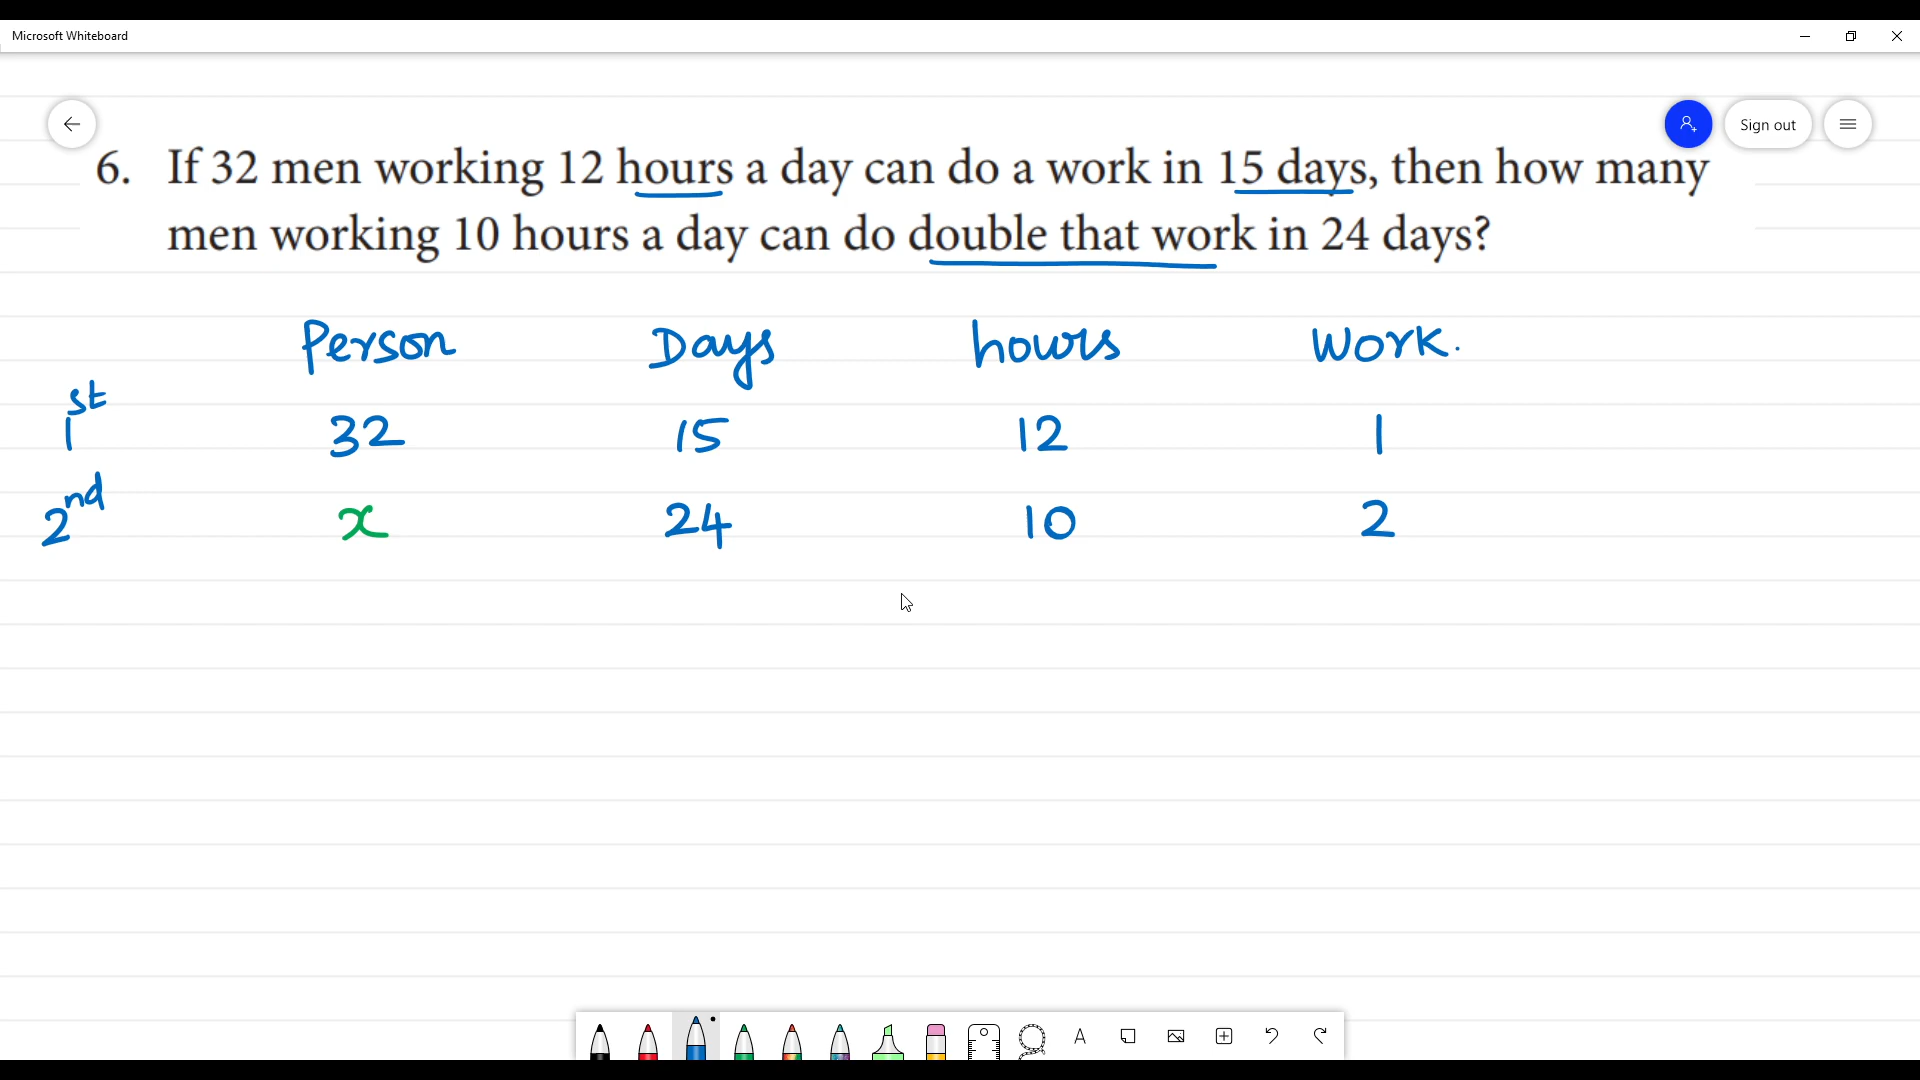 Microsoft Whiteboard
Sign out
6. If 32 men working 12 hours a day can do a work in 15 days, then how many
men working 10 hours a day can do double that work in 24 days?
Person Days hours Work.
1st 32 15 12 1
2nd x 24 10 2
A